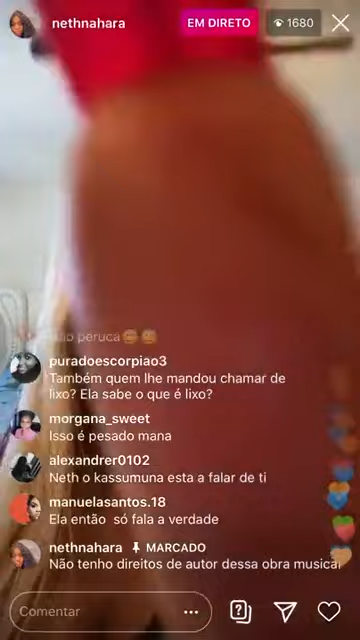 nethnahara
EM DIRETO
1680
peruca
puradoescorpiao3
Também quem lhe mandou chamar de
lixo? Ela sabe o que é lixo?
morgana_sweet
Isso é pesado mana
alexandrer0102
Neth o kassumuna esta a falar de ti
manuelasantos.18
Ela então só fala a verdade
nethnahara MARCADO
Não tenho direitos de autor dessa obra musical
Comentar